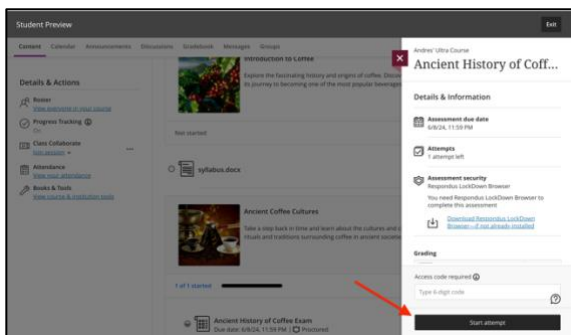 Student Preview
Exit
Content Calendar Announcements Discussions Gradebook Messages Groups
Details & Actions
Roster
View everyone in your course
Progress Tracking
On
Class Collaborate
Join session
Attendance
View your attendance
Books & Tools
View course & institution tools
Introduction to Coffee
Explore the fascinating history and origins of coffee.
its journey to becoming one of the most popular beverages
Not started
syllabus.docx
Ancient Coffee Cultures
Take a step back in time and learn about the cultures and
rituals and traditions surrounding coffee in ancient
1 of 1 started
Ancient History of Coffee Exam
Due date: 6/8/24, 11:59 PM | Proctored
Andres' Ultra Course
Ancient History of Coff...
Details & Information
Assessment due date
6/8/24, 11:59 PM
Attempts
1 attempt left
Assessment security
Respondus LockDown Browser
You need Respondus LockDown Browser to
complete this assessment
Download Respondus LockDown
Browser—if not already installed
Grading
Access code required
Type 6-digit code
Start attempt